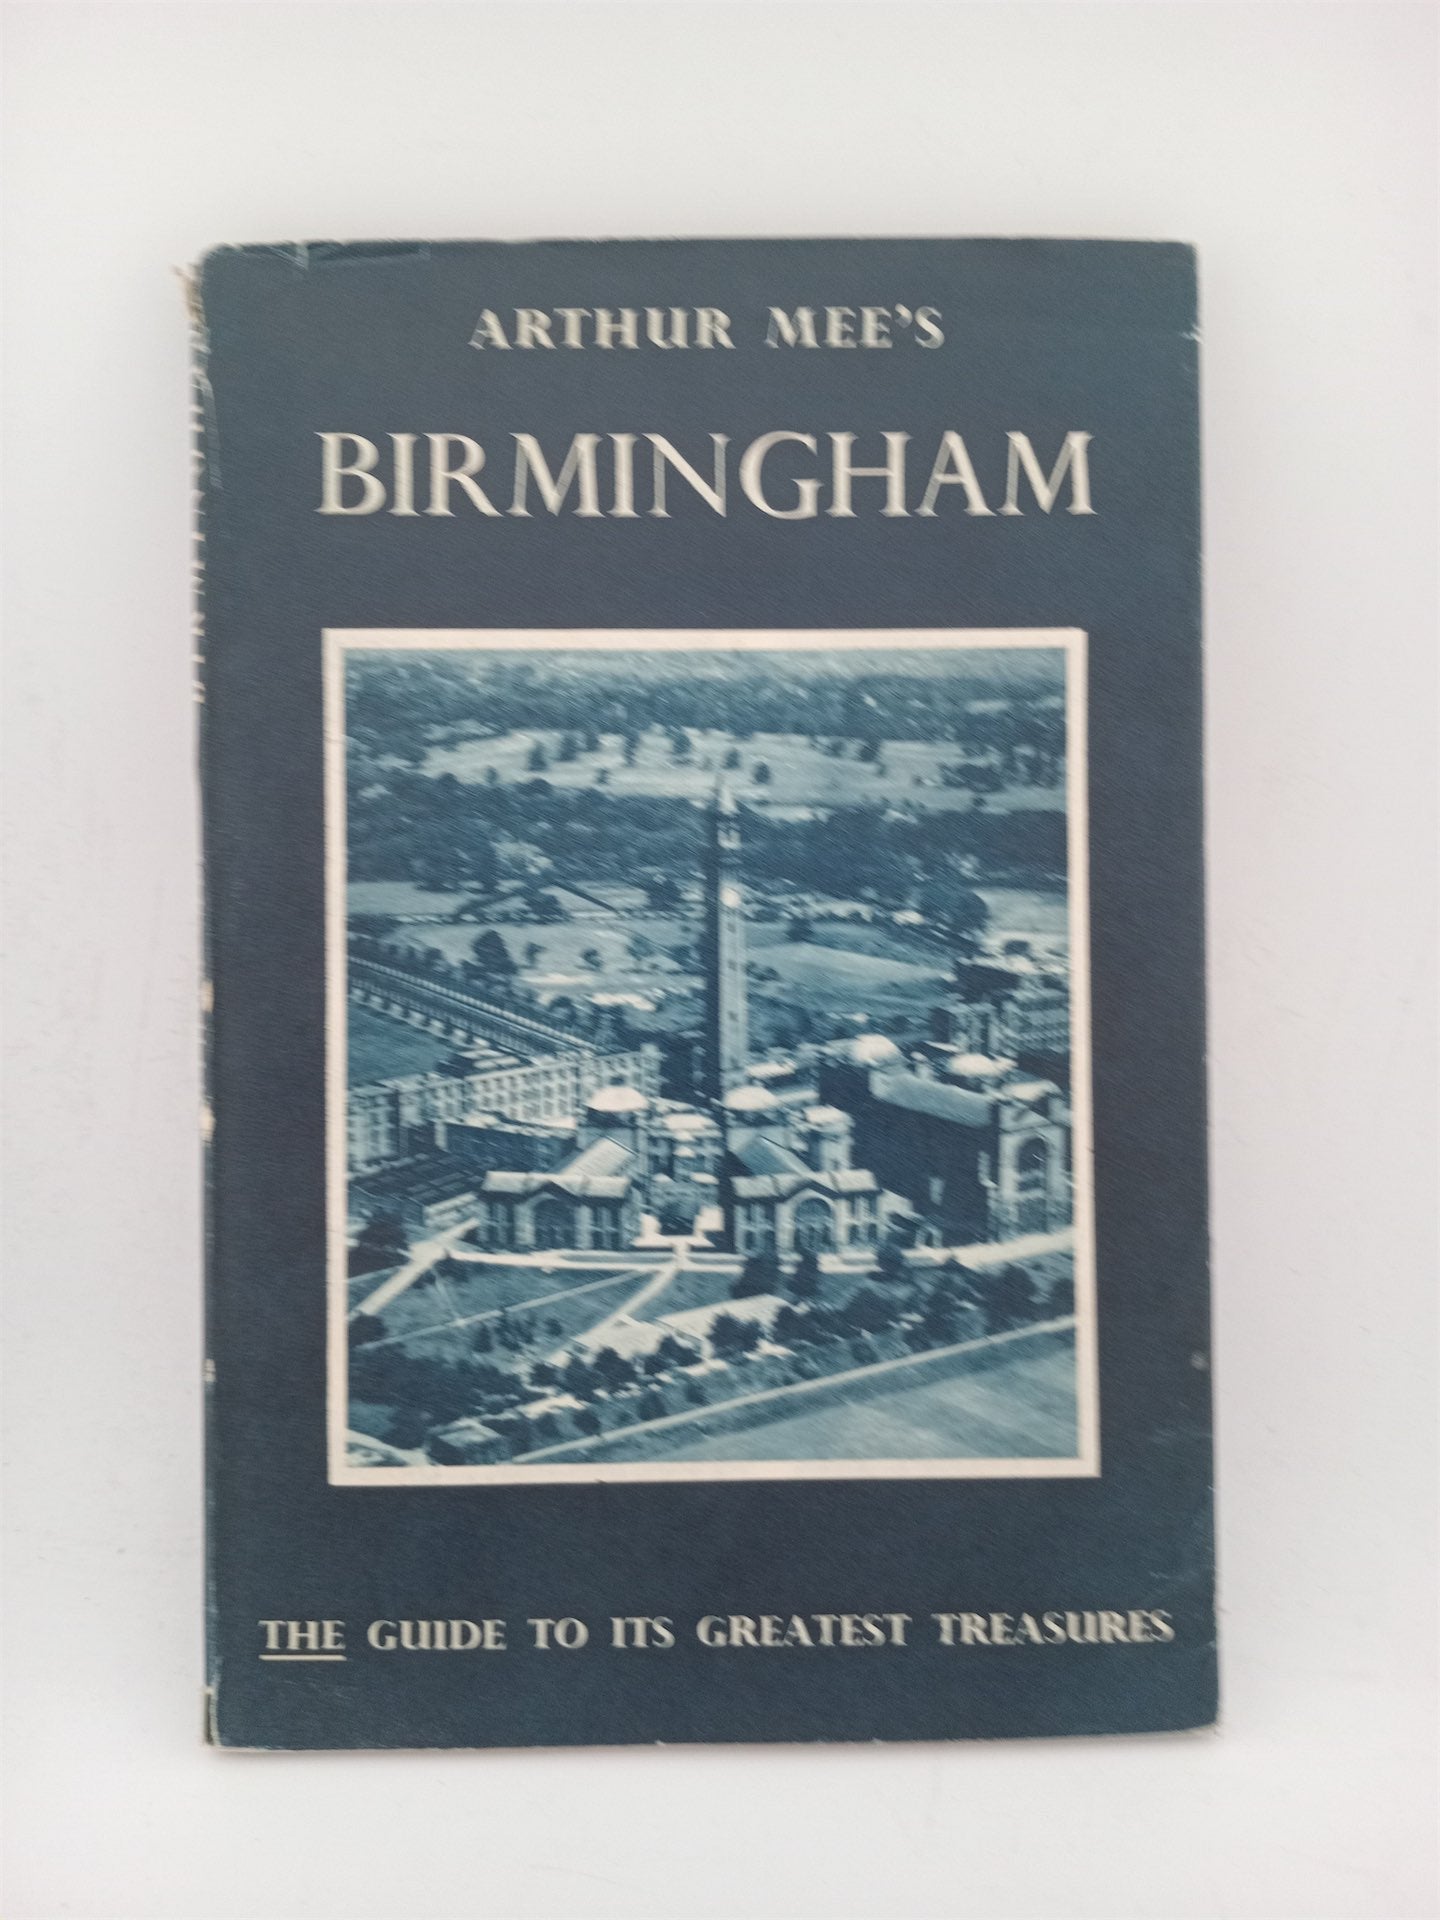 ARTHUR MEE'S
BIRMINGHAM
THE GUIDE TO ITS GREATEST TREASURES